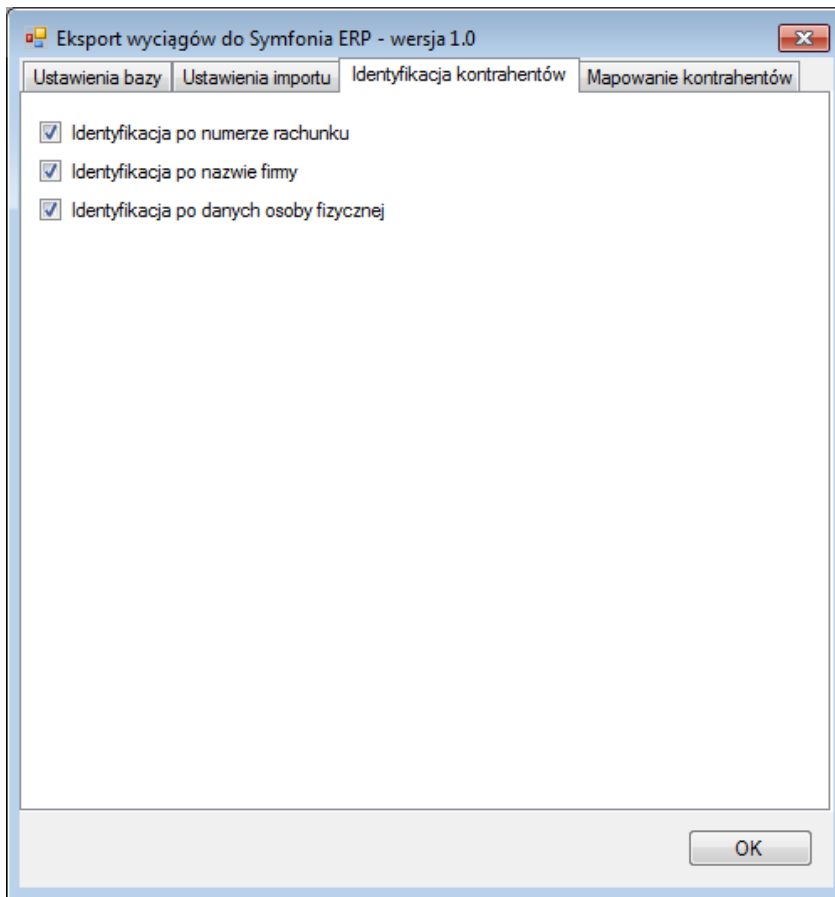 Eksport wyciągów do Symfonia ERP - wersja 1.0
Ustawienia bazy Ustawienia importu Identyfikacja kontrahentów Mapowanie kontrahentów
Identyfikacja po numerze rachunku
Identyfikacja po nazwie firmy
Identyfikacja po danych osoby fizycznej
OK